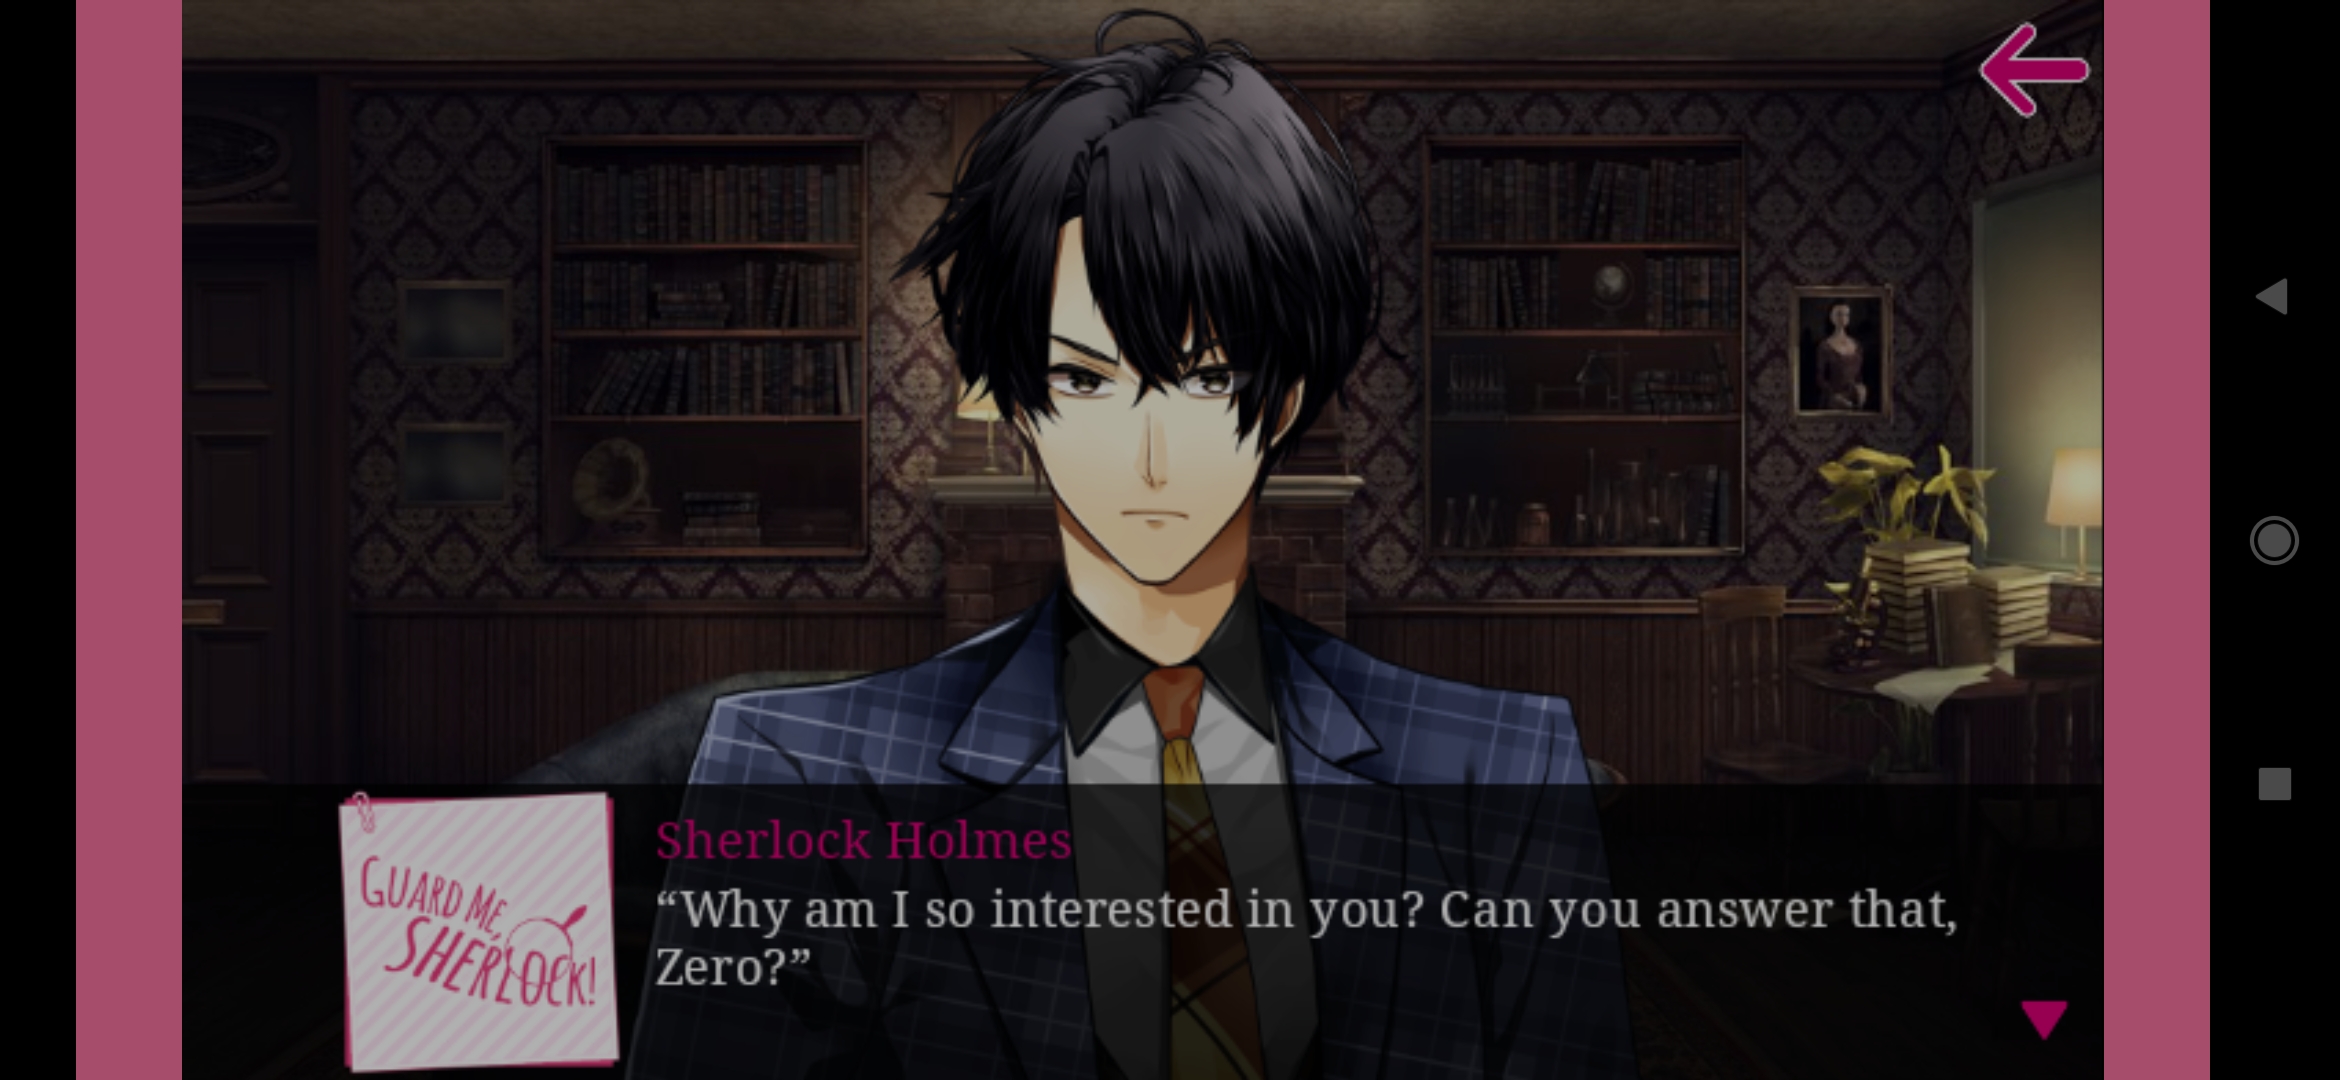 Sherlock Holmes
“Why am I so interested in you? Can you answer that,
Zero?”
GUARD ME,
SHERLOCK!